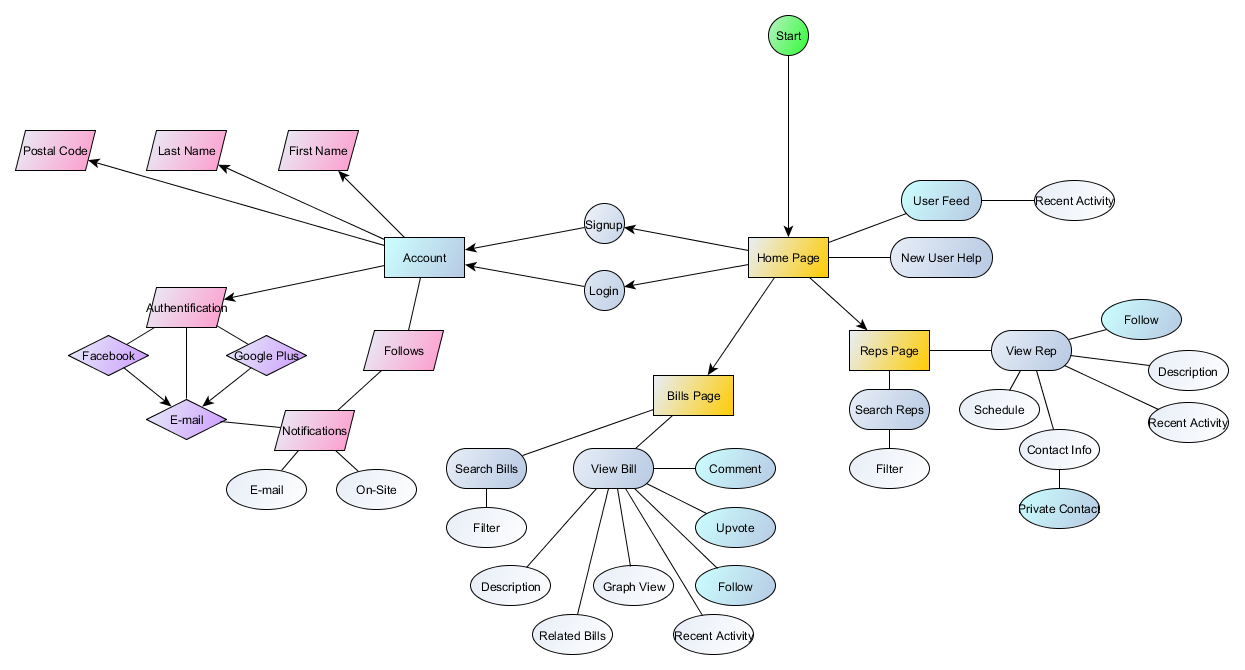 Start
Postal Code
Last Name
First Name
User Feed
Recent Activity
Signup
Account
Home Page
New User Help
Login
Authentification
Follow
Facebook
Google Plus
Follows
Reps Page
View Rep
Description
Bills Page
Search Reps
Schedule
E-mail
Notifications
Recent Activity
Contact Info
Search Bills
View Bill
Comment
Filter
E-mail
On-Site
Private Contact
Filter
Upvote
Description
Graph View
Follow
Related Bills
Recent Activity